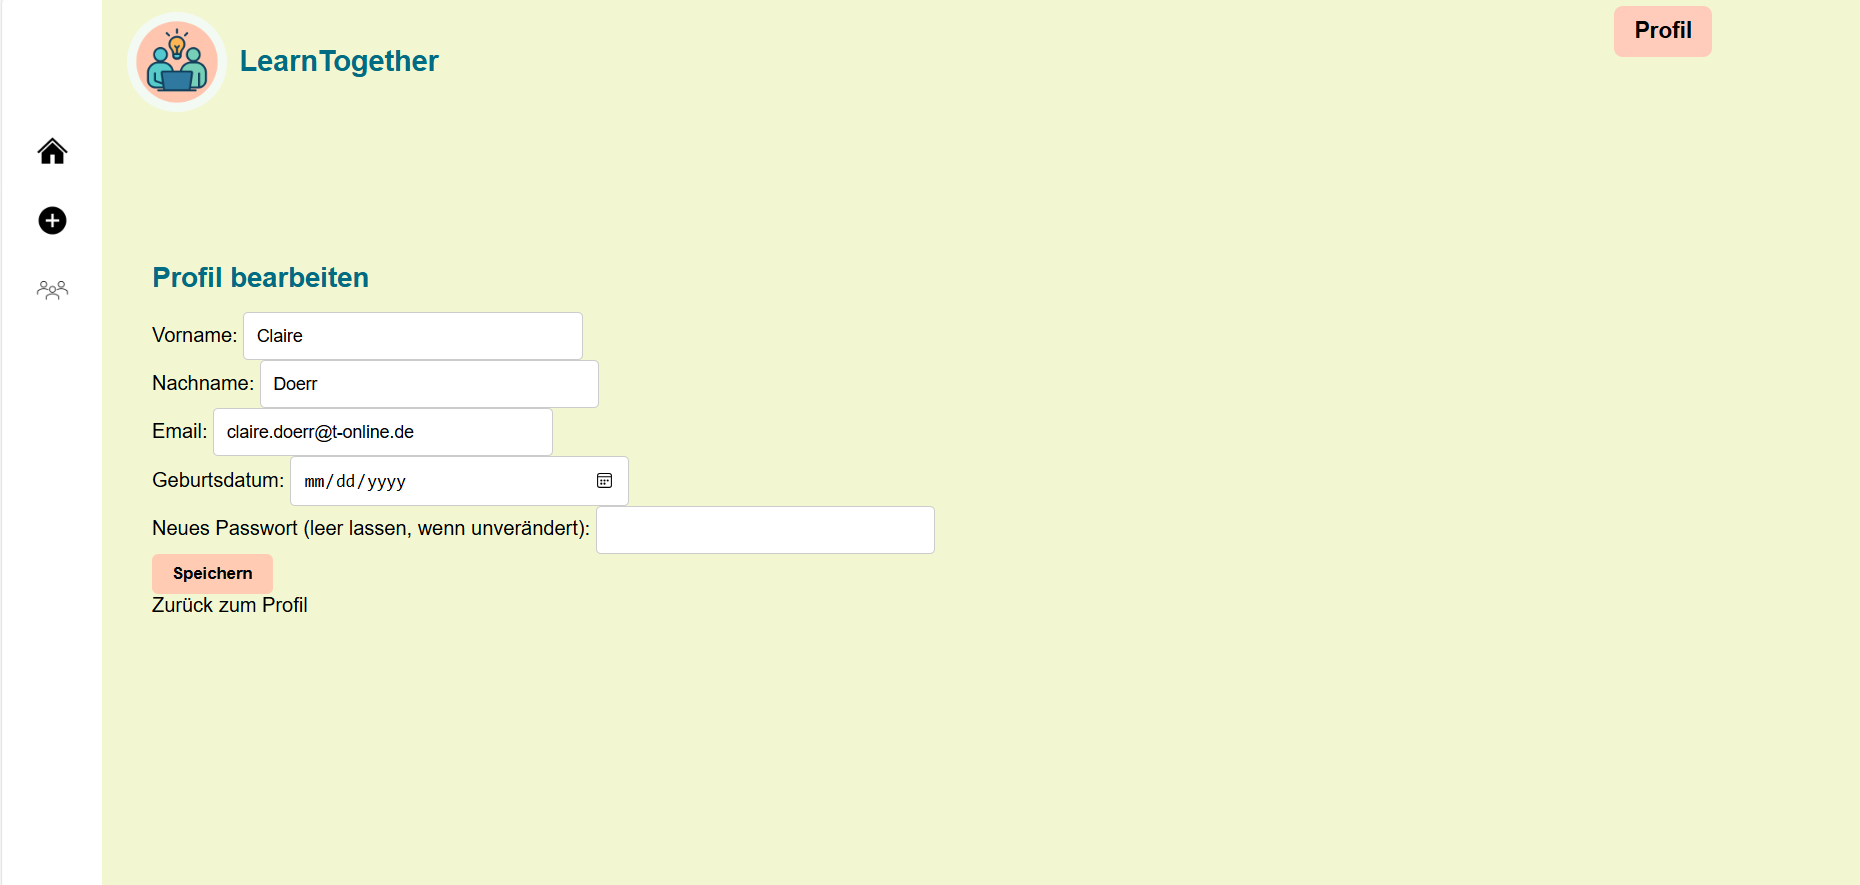 LearnTogether
Profil
Profil bearbeiten
Vorname: Claire
Nachname: Doerr
Email: claire.doerr@t-online.de
Geburtsdatum: mm/dd/yyyy
Neues Passwort (leer lassen, wenn unverändert):
Speichern
Zurück zum Profil